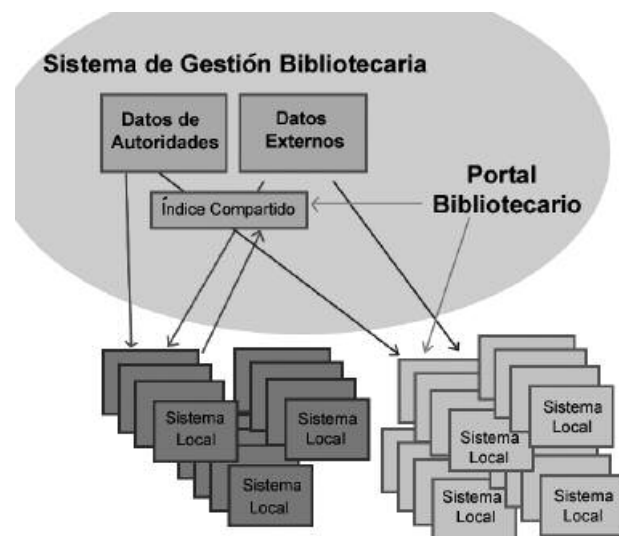 Sistema de Gestión Bibliotecaria
Datos de
Autoridades
Datos
Externos
Índice Compartido
Portal
Bibliotecario
Sistema
Local
Sistema
Local
Sistema
Local
Sistema
Local
Sistema
Local
Sistema
Local
Sistema
Local